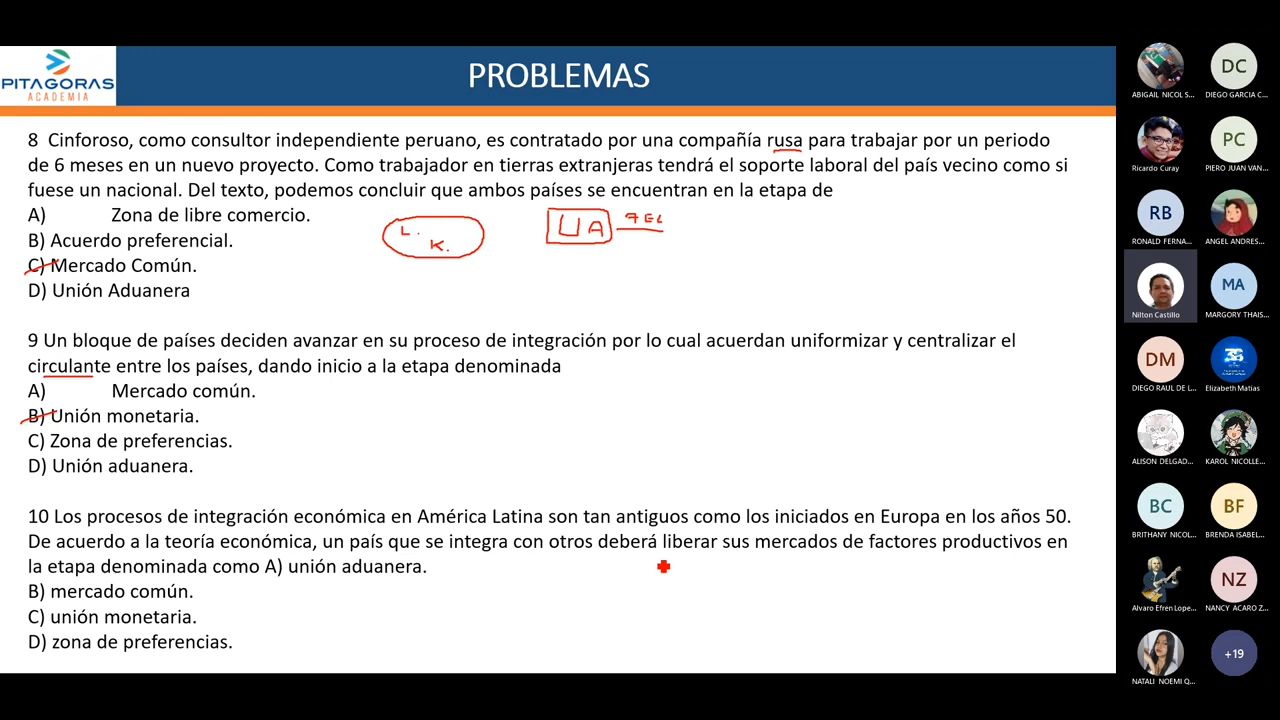 PITAGORAS
ACADEMIA
PROBLEMAS
8 Cinforoso, como consultor independiente peruano, es contratado por una compañía rusa para trabajar por un periodo
de 6 meses en un nuevo proyecto. Como trabajador en tierras extranjeras tendrá el soporte laboral del país vecino como si
fuese un nacional. Del texto, podemos concluir que ambos países se encuentran en la etapa de
A) Zona de libre comercio.
B) Acuerdo preferencial.
C) Mercado Común.
D) Unión Aduanera
L.
K.
UA
9 Un bloque de países deciden avanzar en su proceso de integración por lo cual acuerdan uniformizar y centralizar el
circulante entre los países, dando inicio a la etapa denominada
A) Mercado común.
B) Unión monetaria.
C) Zona de preferencias.
D) Unión aduanera.
10 Los procesos de integración económica en América Latina son tan antiguos como los iniciados en Europa en los años 50.
De acuerdo a la teoría económica, un país que se integra con otros deberá liberar sus mercados de factores productivos en
la etapa denominada como A) unión aduanera.
B) mercado común.
C) unión monetaria.
D) zona de preferencias.
ABIGAIL NICOL S...
DC
DIEGO GARCIA C...
Ricardo Curay
PC
PIERO JUAN VAN...
RB
RONALD FERNA...
ANGEL ANDRES...
Nilton Castillo
MA
MARGORY THAIS...
DM
DIEGO RAUL DE L...
Elizabeth Matias
ALISON DELGAD...
KAROL NICOLLE...
BC
BRITHANY NICOL...
BF
BRENDA ISABEL...
Alvaro Efren Lope...
NZ
NANCY ACARO Z...
NATALI NOEMI Q...
+19